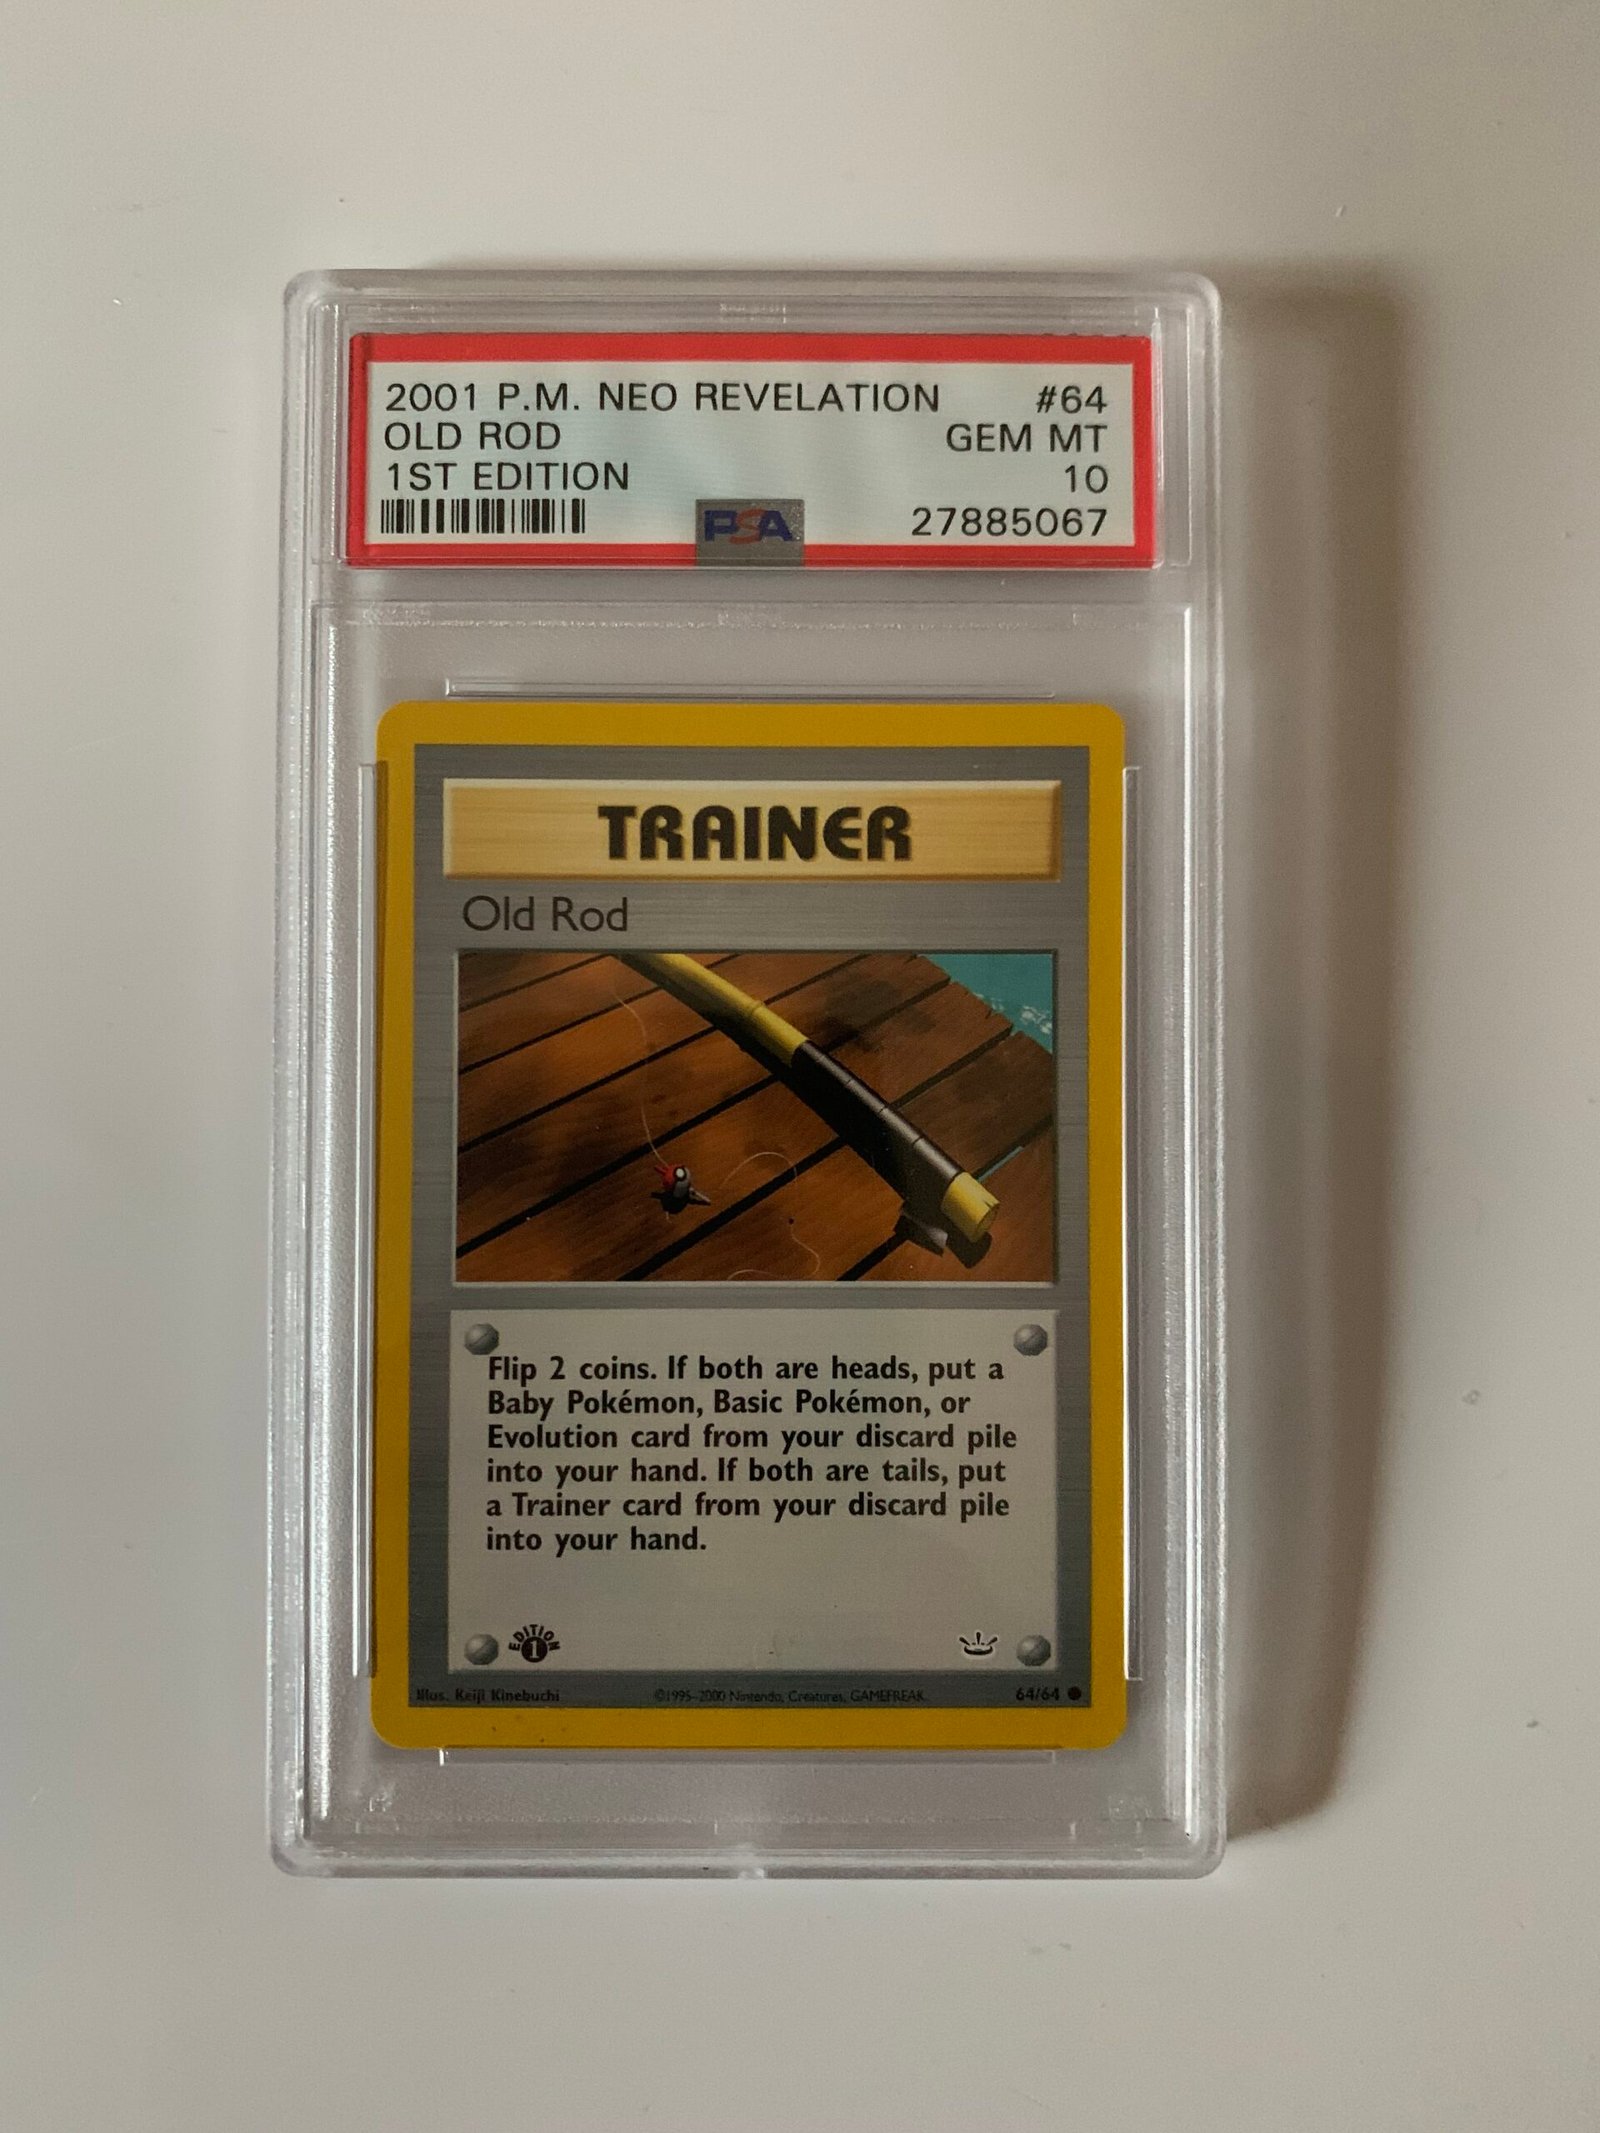 2001 P.M. NEO REVELATION #64
OLD ROD GEM MT
1ST EDITION 10
PSA 27885067
TRAINER
Old Rod
Flip 2 coins. If both are heads, put a
Baby Pokémon, Basic Pokémon, or
Evolution card from your discard pile
into your hand. If both are tails, put
a Trainer card from your discard pile
into your hand.
EDITION 1
Illus. Keiji Kinebuchi ©1995-2000 Nintendo, Creatures, GAMEFREAK. 64/64